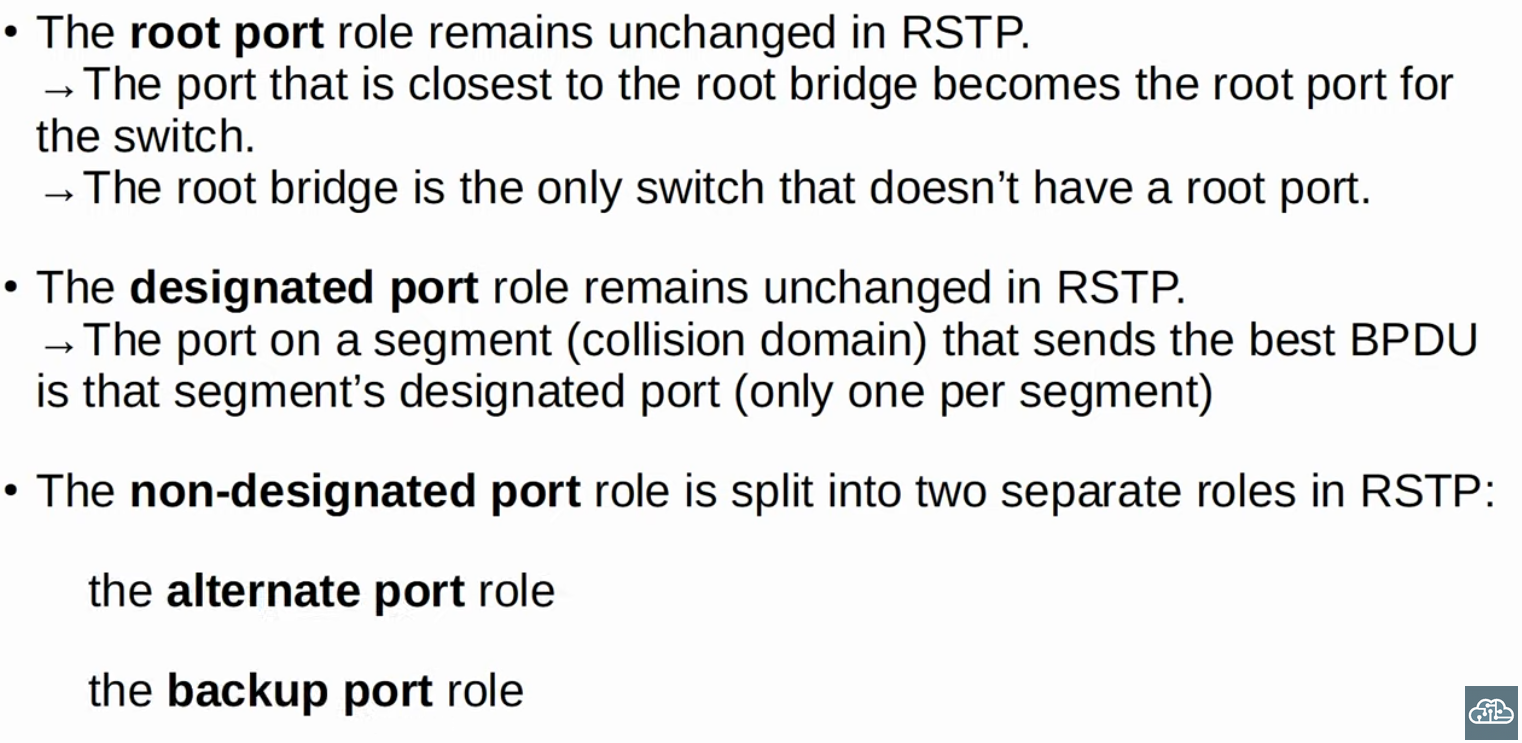 • The root port role remains unchanged in RSTP.
→The port that is closest to the root bridge becomes the root port for
the switch.
→The root bridge is the only switch that doesn’t have a root port.
• The designated port role remains unchanged in RSTP.
→The port on a segment (collision domain) that sends the best BPDU
is that segment’s designated port (only one per segment)
• The non-designated port role is split into two separate roles in RSTP:
the alternate port role
the backup port role